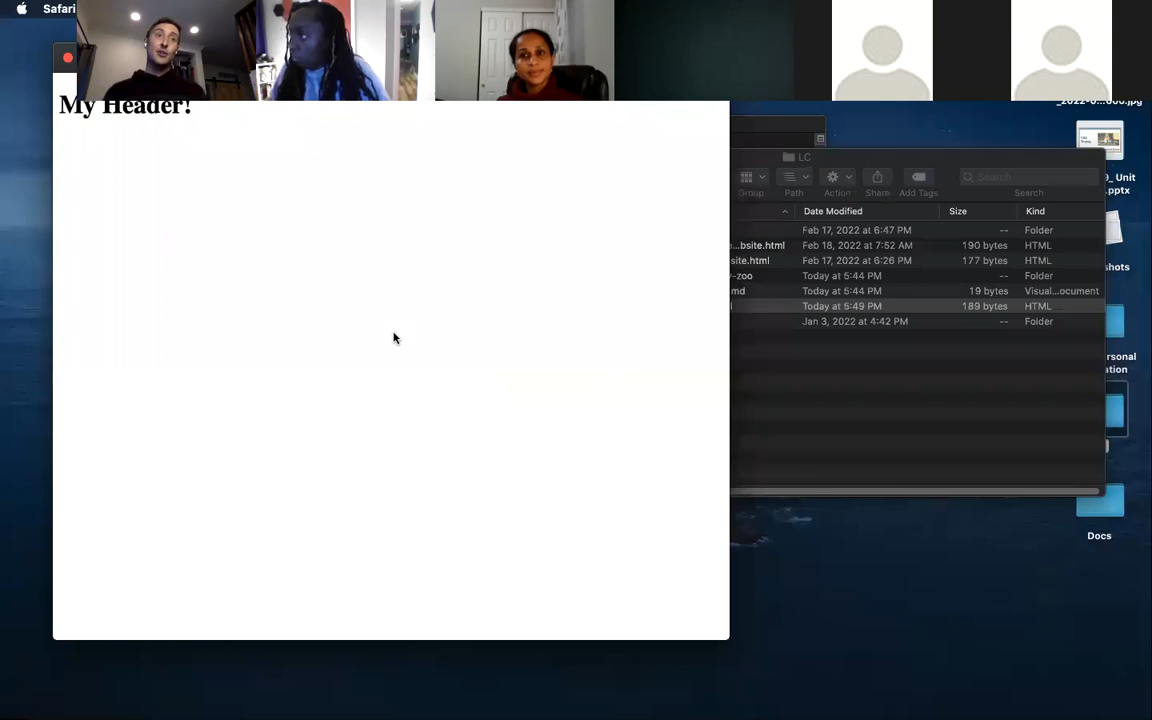 Safari
My Header!
_2022-0...000.jpg
LC
Group
Path
Action
Share
Add Tags
Search
Search
Unit
.pptx
Date Modified
Size
Kind
Feb 17, 2022 at 6:47 PM
--
Folder
e...bsite.html
Feb 18, 2022 at 7:52 AM
190 bytes
HTML
site.html
Feb 17, 2022 at 6:26 PM
177 bytes
HTML
shots
y-zoo
Today at 5:44 PM
--
Folder
md
Today at 5:44 PM
19 bytes
Visual...ocument
Today at 5:49 PM
189 bytes
HTML
Jan 3, 2022 at 4:42 PM
--
Folder
rsonal
ation
Docs